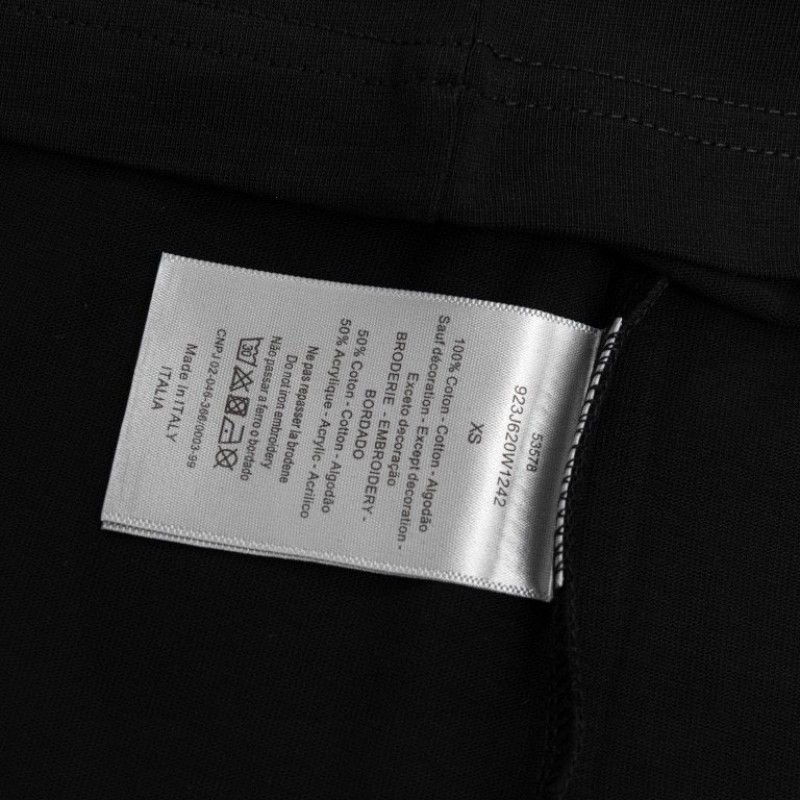 53578
923J620W1242
XS
100% Coton - Cotton - Algodão
Sauf décoration - Except decoration -
Exceto decoração
BRODERIE - EMBROIDERY -
BORDADO
50% Coton - Cotton - Algodão
50% Acrylique - Acrylic - Acrilico
Ne pas repasser la brodene
Do not iron embroidery
Não passar a ferro o bordado
30
CNPJ 02-046-366/0003-99
Made in ITALY
ITALIA